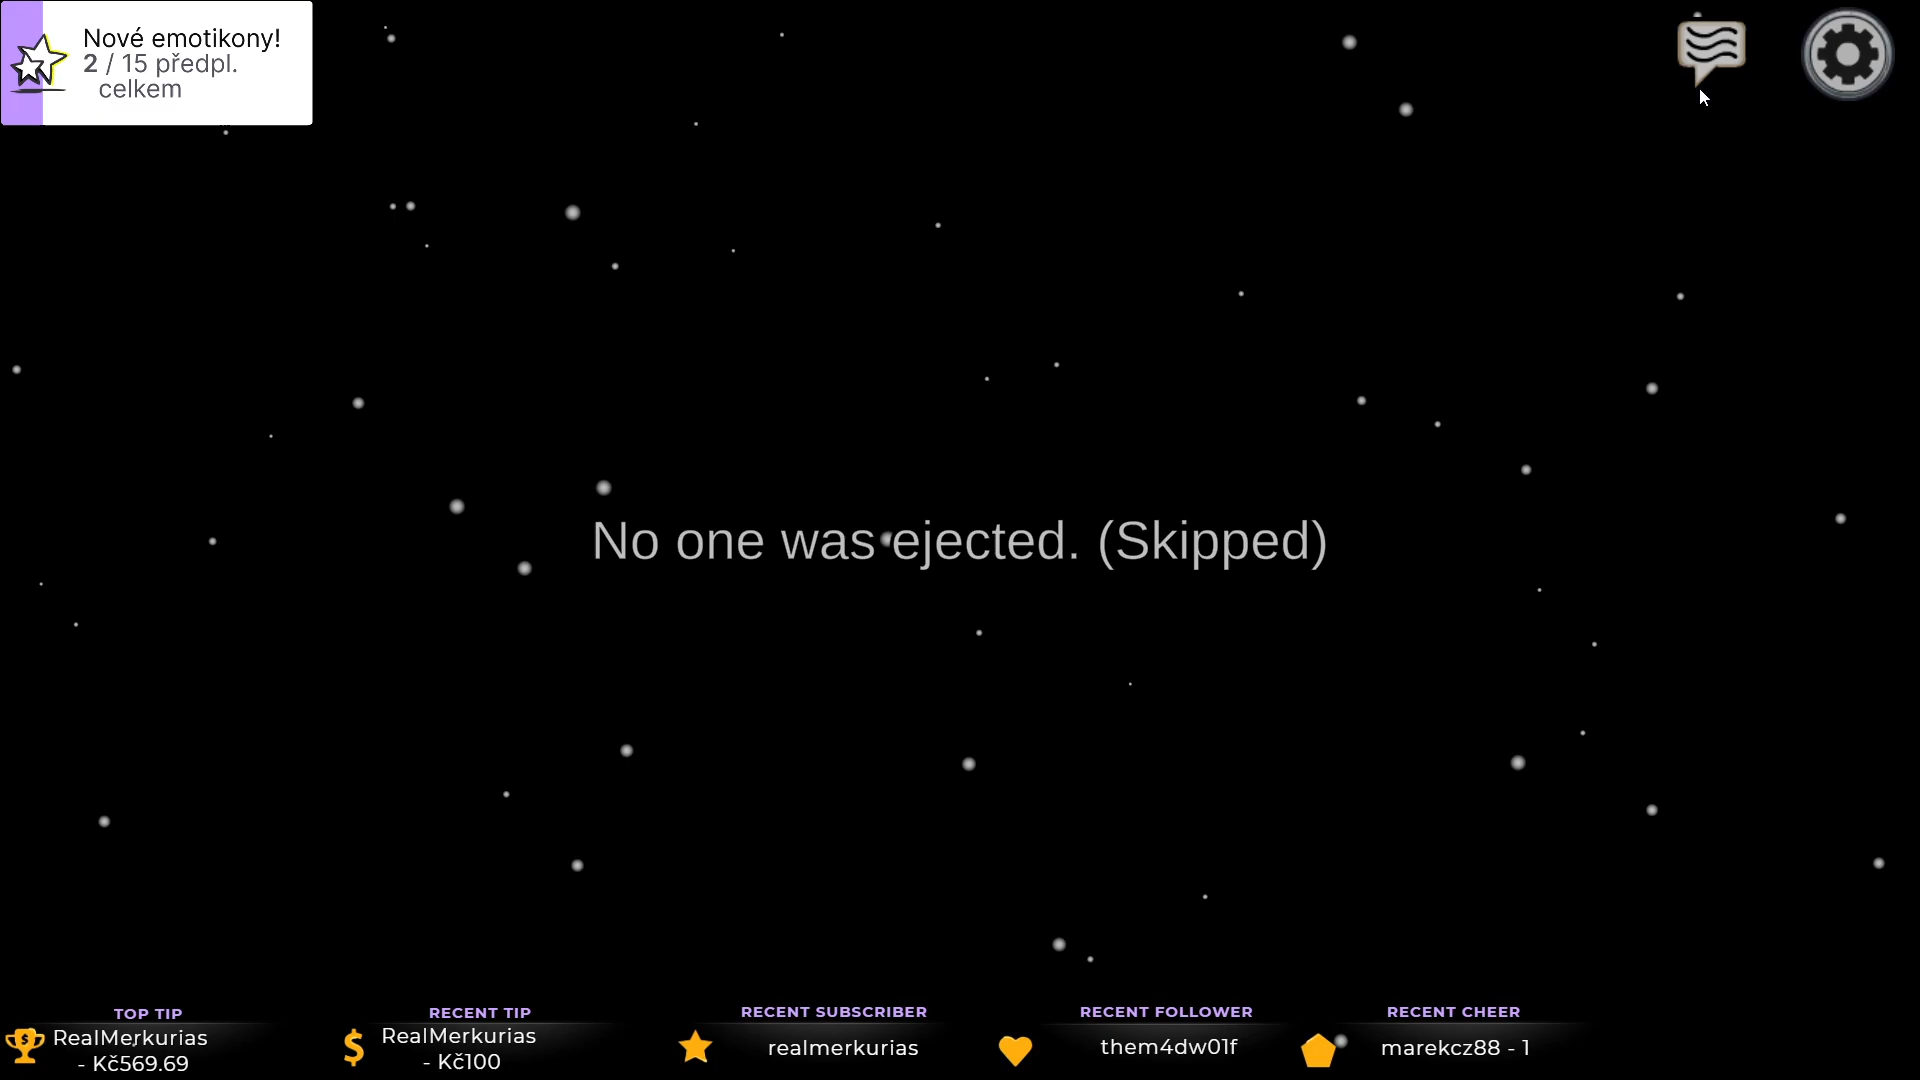 Nové emotikony!
2 / 15 předpl.
celkem
No one was ejected. (Skipped)
TOP TIP
RealMerkurias
- Kč569.69
RECENT TIP
RealMerkurias
- Kč100
RECENT SUBSCRIBER
realmerkurias
RECENT FOLLOWER
them4dw01f
RECENT CHEER
marekcz88 - 1